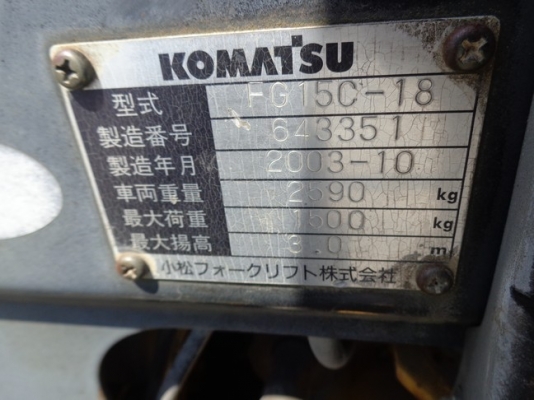 KOMATSU
型式 FG15C-18
製造番号 643351
製造年月 2003-10
車両重量 2590 kg
最大荷重 1500 kg
最大揚高 3.0 m
小松フォークリフト株式会社